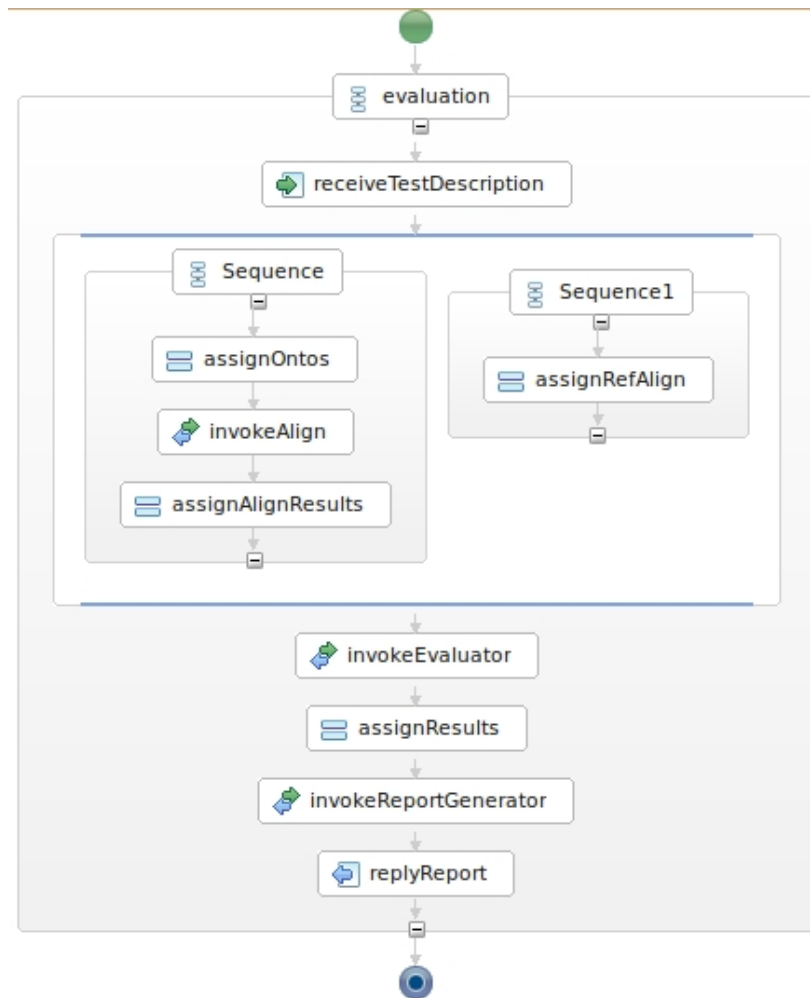 evaluation
receiveTestDescription
Sequence
assignOntos
invokeAlign
assignAlignResults
Sequence1
assignRefAlign
invokeEvaluator
assignResults
invokeReportGenerator
replyReport